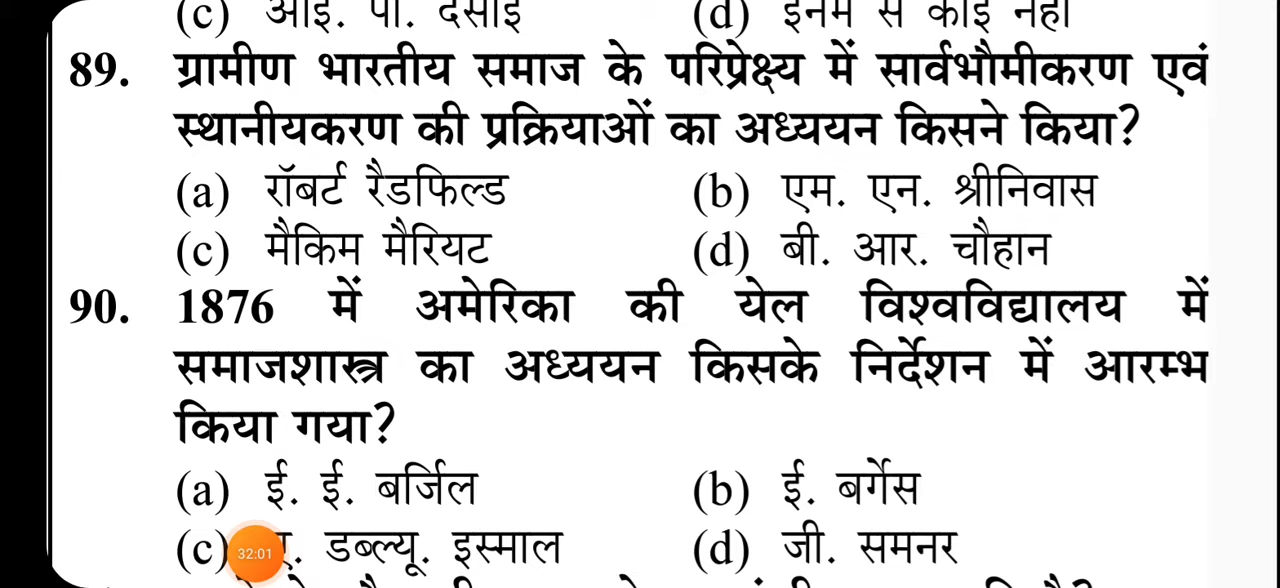 (c) आई. पी. देसाई (d) इनमें से कोई नहीं
89. ग्रामीण भारतीय समाज के परिप्रेक्ष्य में सार्वभौमीकरण एवं
स्थानीयकरण की प्रक्रियाओं का अध्ययन किसने किया?
(a) रॉबर्ट रैडफिल्ड (b) एम. एन. श्रीनिवास
(c) मैकिम मैरियट (d) बी. आर. चौहान
90. 1876 में अमेरिका की येल विश्वविद्यालय में
समाजशास्त्र का अध्ययन किसके निर्देशन में आरम्भ
किया गया?
(a) ई. ई. बर्जिल (b) ई. बर्गेस
(c) ए. डब्ल्यू. इस्माल (d) जी. समनर
32:01